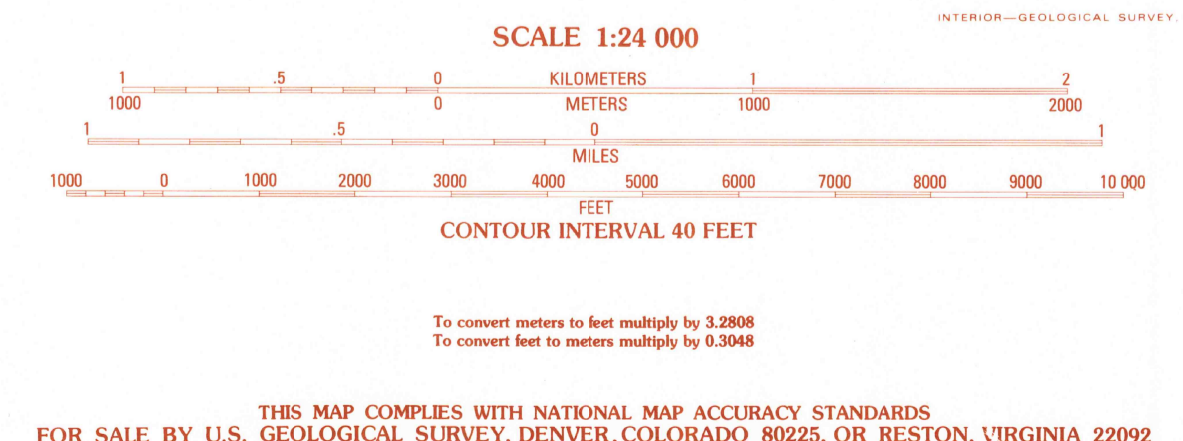 INTERIOR—GEOLOGICAL SURVEY.
SCALE 1:24 000
1 .5 0 KILOMETERS 1 2
1000 0 METERS 1000 2000
1 .5 0 1
MILES
1000 0 1000 2000 3000 4000 5000 6000 7000 8000 9000 10 000
FEET
CONTOUR INTERVAL 40 FEET
To convert meters to feet multiply by 3.2808
To convert feet to meters multiply by 0.3048
THIS MAP COMPLIES WITH NATIONAL MAP ACCURACY STANDARDS
FOR SALE BY U.S. GEOLOGICAL SURVEY, DENVER, COLORADO 80225, OR RESTON, VIRGINIA 22092